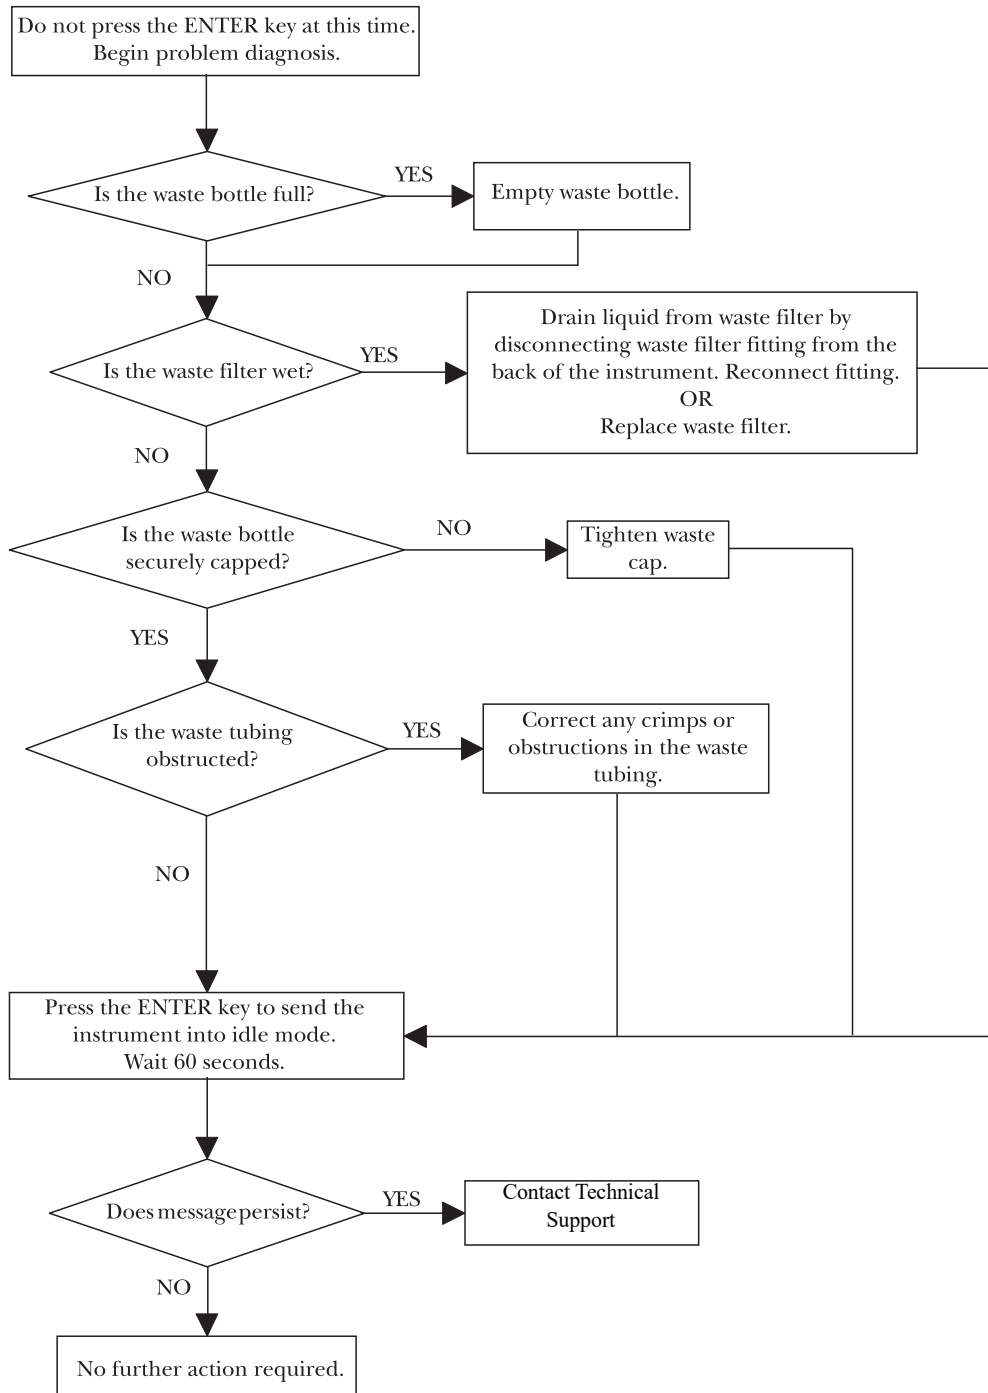 Do not press the ENTER key at this time.
Begin problem diagnosis.
Is the waste bottle full?
YES
Empty waste bottle.
NO
Is the waste filter wet?
YES
Drain liquid from waste filter by
disconnecting waste filter fitting from the
back of the instrument. Reconnect fitting.
OR
Replace waste filter.
NO
Is the waste bottle
securely capped?
NO
Tighten waste
cap.
YES
Is the waste tubing
obstructed?
YES
Correct any crimps or
obstructions in the waste
tubing.
NO
Press the ENTER key to send the
instrument into idle mode.
Wait 60 seconds.
Does message persist?
YES
Contact Technical
Support
NO
No further action required.